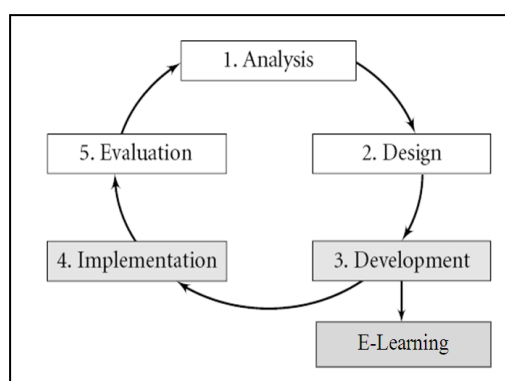 1. Analysis
5. Evaluation
2. Design
4. Implementation
3. Development
E-Learning